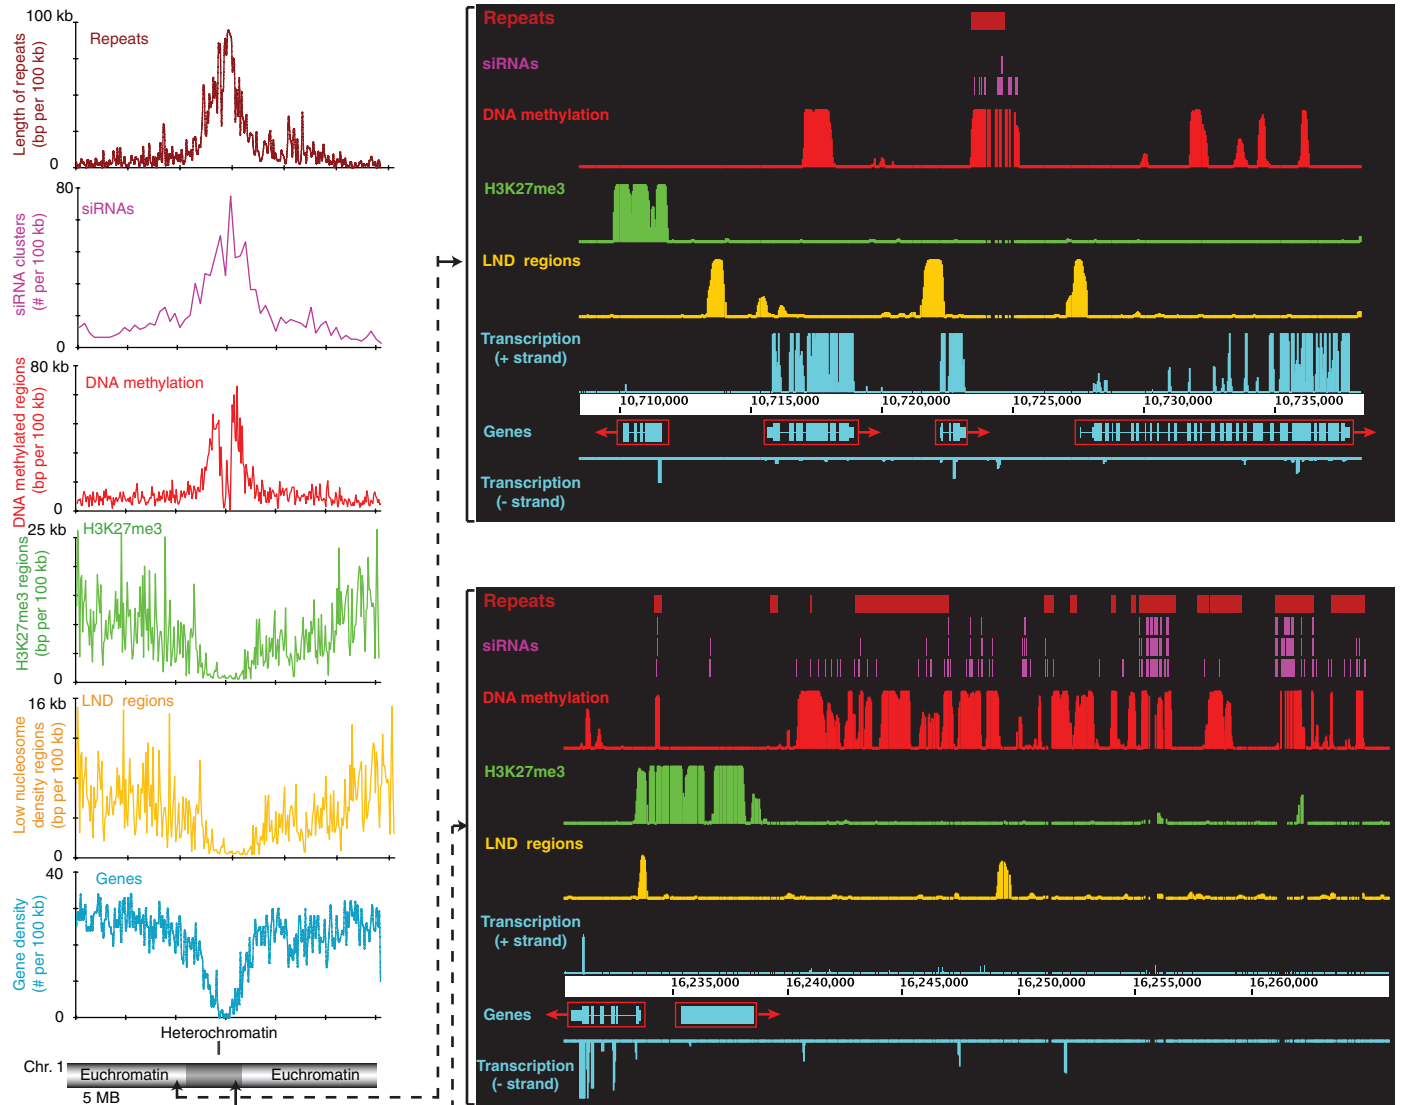 100 kb
Repeats
Length of repeats
(bp per 100 kb)
0
80
siRNAs
siRNA clusters
(# per 100 kb)
0
80 kb
DNA methylation
DNA methylated regions
(bp per 100 kb)
0
25 kb
H3K27me3
H3K27me3 regions
(bp per 100 kb)
0
16 kb
LND regions
Low nucleosome
density regions
(bp per 100 kb)
0
40
Genes
Gene density
(# per 100 kb)
0
Heterochromatin
Chr. 1
Euchromatin
Euchromatin
5 MB
Repeats
siRNAs
DNA methylation
H3K27me3
LND regions
Transcription
(+ strand)
10,710,000 10,715,000 10,720,000 10,725,000 10,730,000 10,735,000
Genes
Transcription
(- strand)
Repeats
siRNAs
DNA methylation
H3K27me3
LND regions
Transcription
(+ strand)
16,235,000 16,240,000 16,245,000 16,250,000 16,255,000 16,260,000
Genes
Transcription
(- strand)